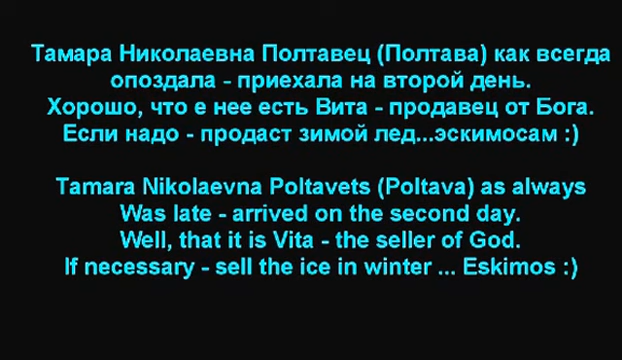 Тамара Николаевна Полтавец (Полтава) как всегда
опоздала - приехала на второй день.
Хорошо, что е нее есть Вита - продавец от Бога.
Если надо - продаст зимой лед...эскимосам :)
Tamara Nikolaevna Poltavets (Poltava) as always
Was late - arrived on the second day.
Well, that it is Vita - the seller of God.
If necessary - sell the ice in winter ... Eskimos :)